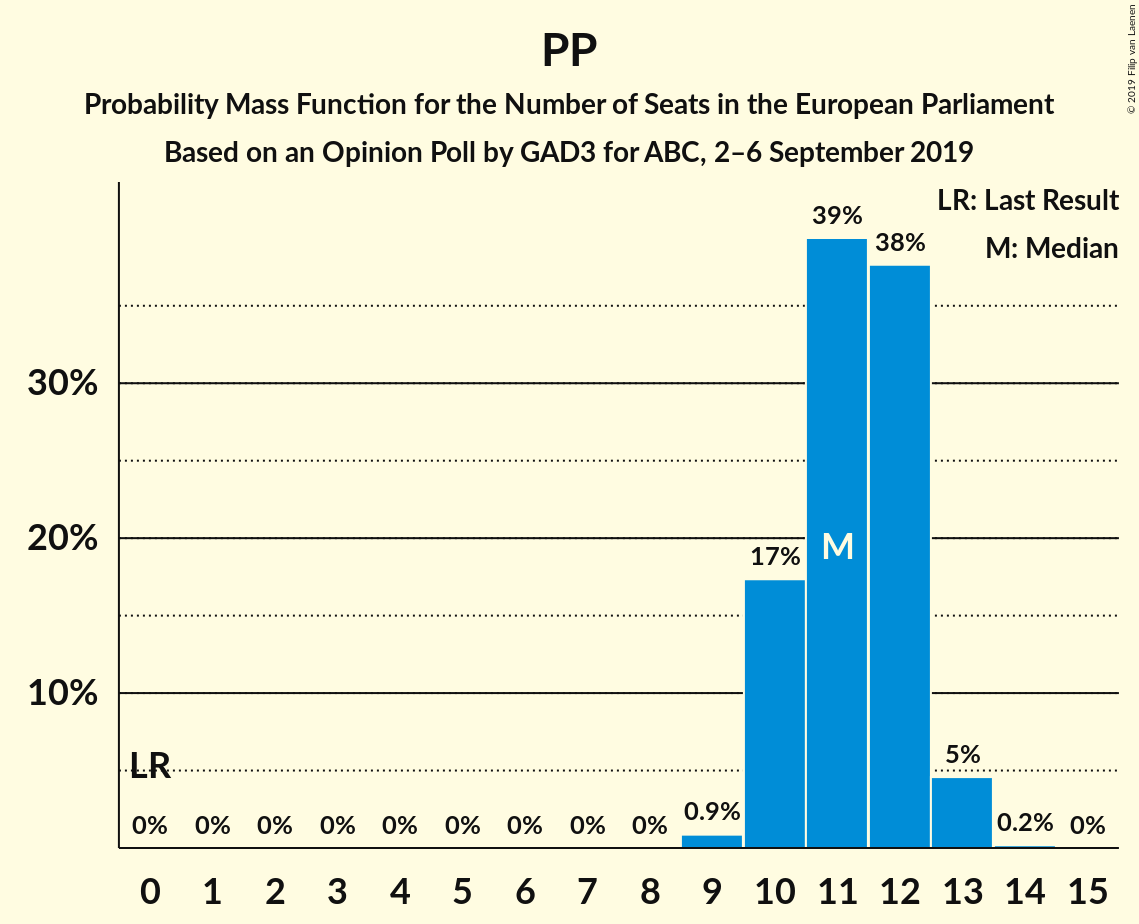 PP
Probability Mass Function for the Number of Seats in the European Parliament
Based on an Opinion Poll by GAD3 for ABC, 2–6 September 2019
© 2019 Filip van Laenen
LR: Last Result
M: Median
39%
38%
30%
20%
17%
M
10%
LR
5%
0% 0% 0% 0% 0% 0% 0% 0% 0% 0.9% 0.2% 0%
0 1 2 3 4 5 6 7 8 9 10 11 12 13 14 15